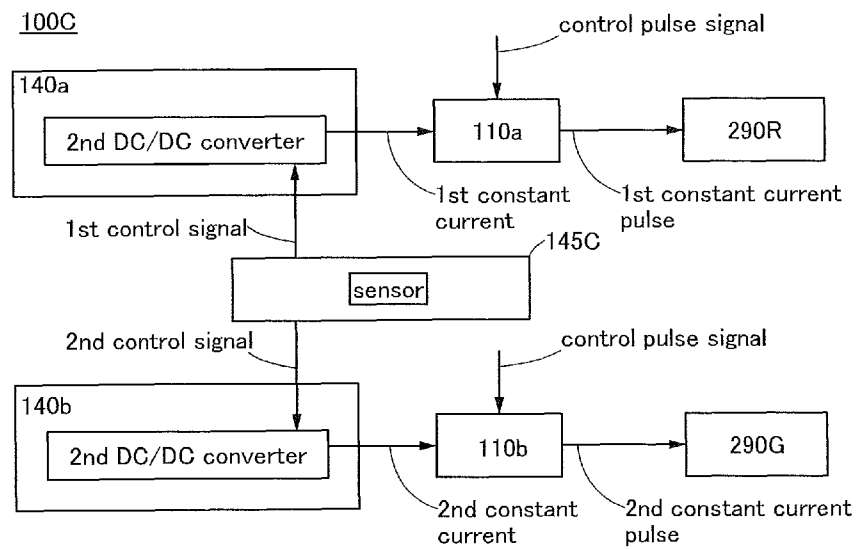 100C
control pulse signal
140a
2nd DC/DC converter
110a
290R
1st constant
current
1st constant current
pulse
1st control signal
145C
sensor
2nd control signal
control pulse signal
140b
2nd DC/DC converter
110b
290G
2nd constant
current
2nd constant current
pulse